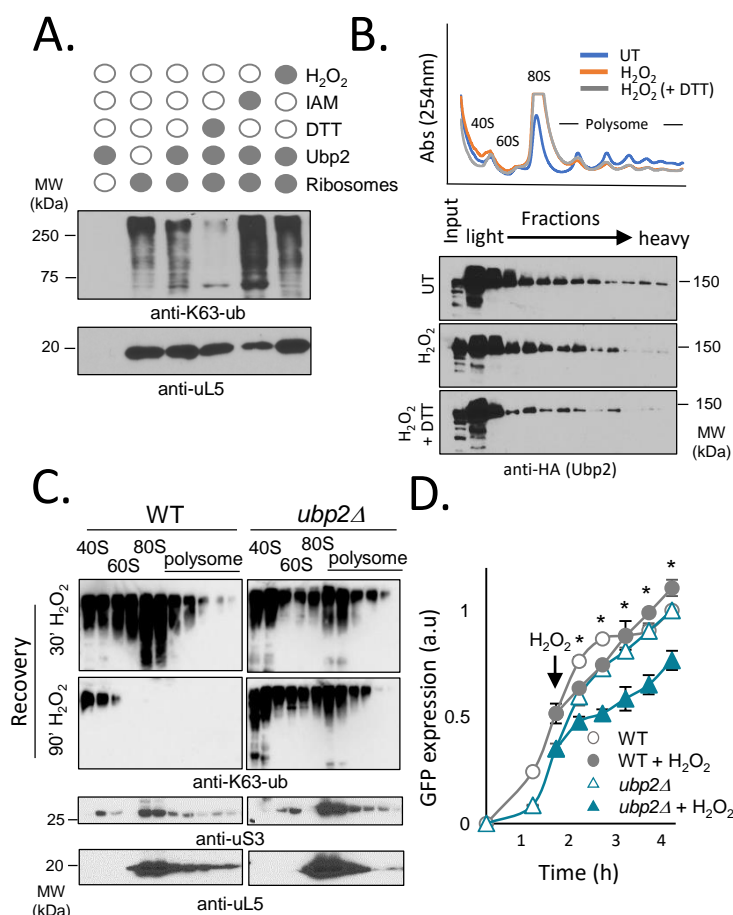 A.
H₂O₂
IAM
DTT
Ubp2
Ribosomes
MW
(kDa)
250
75
anti-K63-ub
20
anti-uL5
B.
Abs (254nm)
UT
H₂O₂
H₂O₂ (+ DTT)
40S
60S
80S
Polysome
Input
Fractions
light
heavy
UT
150
H₂O₂
150
H₂O₂
+ DTT
150
MW
(kDa)
anti-HA (Ubp2)
C.
WT
ubp2Δ
40S
60S
80S
polysome
40S
60S
80S
polysome
Recovery
30' H₂O₂
90' H₂O₂
anti-K63-ub
25
anti-uS3
20
MW
(kDa)
anti-uL5
D.
GFP expression (a.u)
1
0.5
0
H₂O₂
* * * * *
WT
WT + H₂O₂
ubp2Δ
ubp2Δ + H₂O₂
1 2 3 4
Time (h)